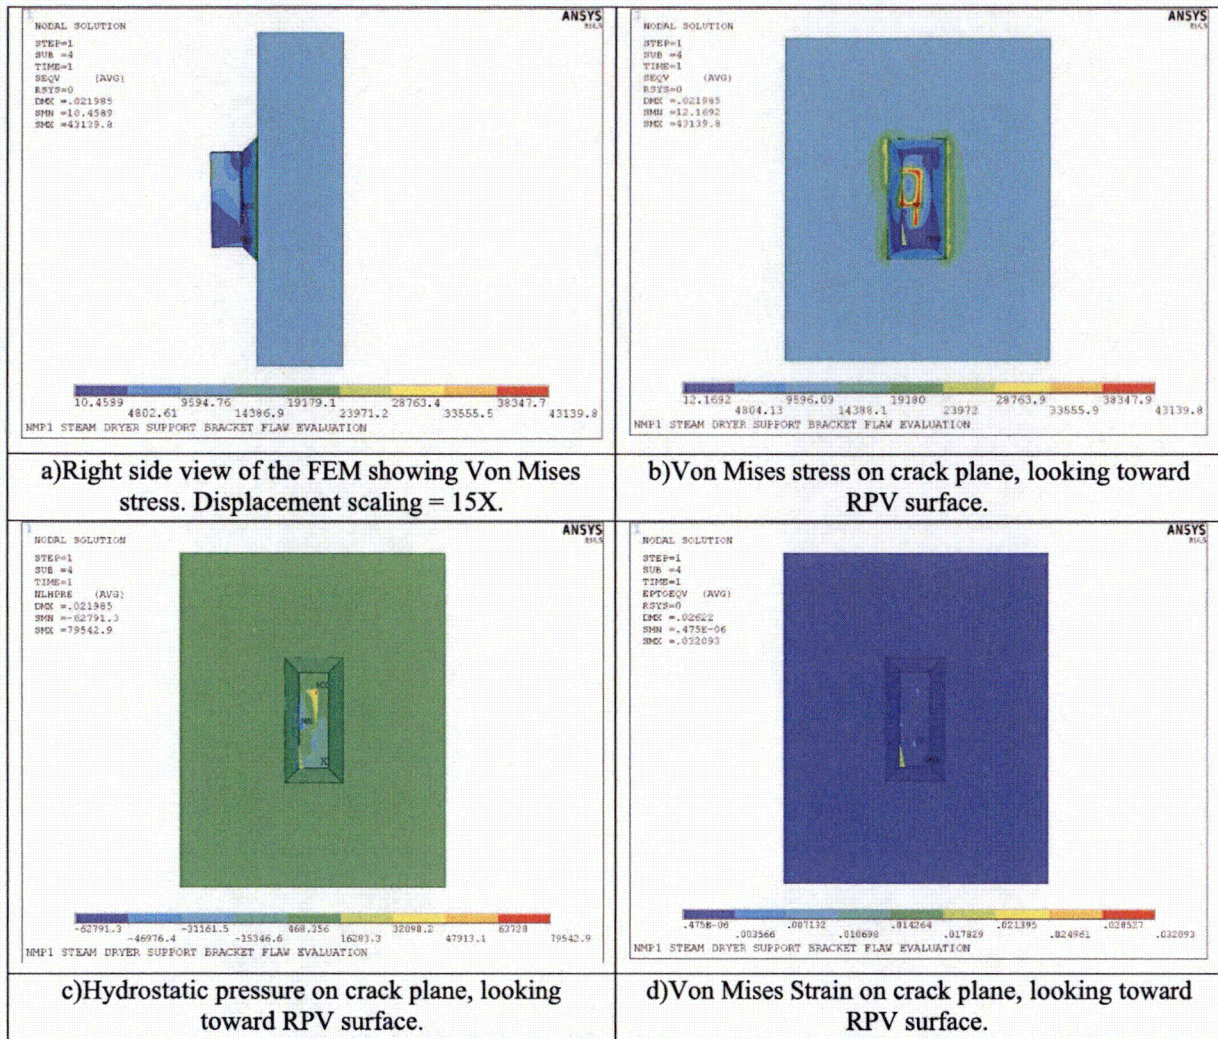 1
NODAL SOLUTION
STEP=1
SUB =4
TIME=1
SEQV (AVG)
RSYS=0
DMX =.021985
SMN =10.4589
SMX =43139.8
ANSYS
10.4599 9594.76 19179.1 28763.4 38347.7
4802.61 14386.9 23971.2 33555.5 43139.8
NMP1 STEAM DRYER SUPPORT BRACKET FLAW EVALUATION
a)Right side view of the FEM showing Von Mises
stress. Displacement scaling = 15X.
1
NODAL SOLUTION
STEP=1
SUB =4
TIME=1
SEQV (AVG)
RSYS=0
DMX =.021985
SMN =12.1692
SMX =43139.8
ANSYS
12.1692 9596.09 19180 28763.9 38347.9
4804.13 14388.1 23972 33555.9 43139.8
NMP1 STEAM DRYER SUPPORT BRACKET FLAW EVALUATION
b)Von Mises stress on crack plane, looking toward
RPV surface.
1
NODAL SOLUTION
STEP=1
SUB =4
TIME=1
NLHPRE (AVG)
DMX =.021985
SMN =-62791.3
SMX =79542.9
ANSYS
MN
-62791.3 -31161.5 468.356 32098.2 63728
-46976.4 -15346.6 16283.3 47913.1 79542.9
NMP1 STEAM DRYER SUPPORT BRACKET FLAW EVALUATION
c)Hydrostatic pressure on crack plane, looking
toward RPV surface.
1
NODAL SOLUTION
STEP=1
SUB =4
TIME=1
EPTOEQV (AVG)
RSYS=0
DMX =.02622
SMN =.475E-06
SMX =.032093
ANSYS
.475E-06 .007132 .014264 .021395 .028527
.003566 .010698 .017829 .024961 .032093
NMP1 STEAM DRYER SUPPORT BRACKET FLAW EVALUATION
d)Von Mises Strain on crack plane, looking toward
RPV surface.